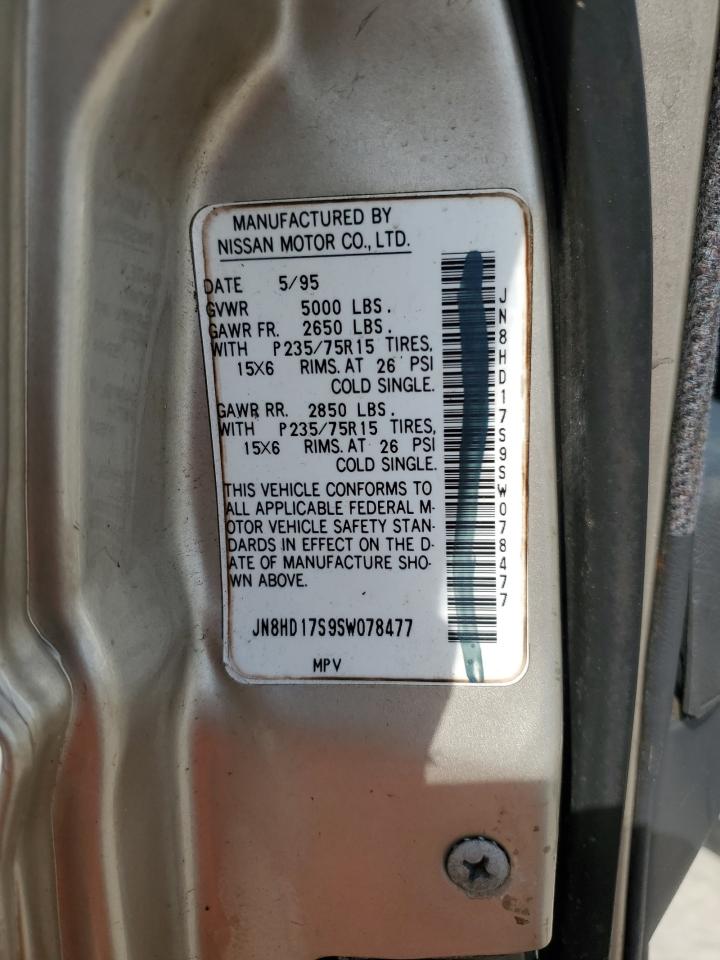 MANUFACTURED BY
NISSAN MOTOR CO., LTD.
DATE 5/95
GVWR 5000 LBS.
GAWR FR. 2650 LBS.
WITH P235/75R15 TIRES,
15X6 RIMS. AT 26 PSI
COLD SINGLE.
GAWR RR. 2850 LBS.
WITH P235/75R15 TIRES,
15X6 RIMS. AT 26 PSI
COLD SINGLE.
THIS VEHICLE CONFORMS TO
ALL APPLICABLE FEDERAL M-
OTOR VEHICLE SAFETY STAN-
DARDS IN EFFECT ON THE D-
ATE OF MANUFACTURE SHO-
WN ABOVE.
JN8HD17S9SW078477
MPV
JN8HD17S9SW078477